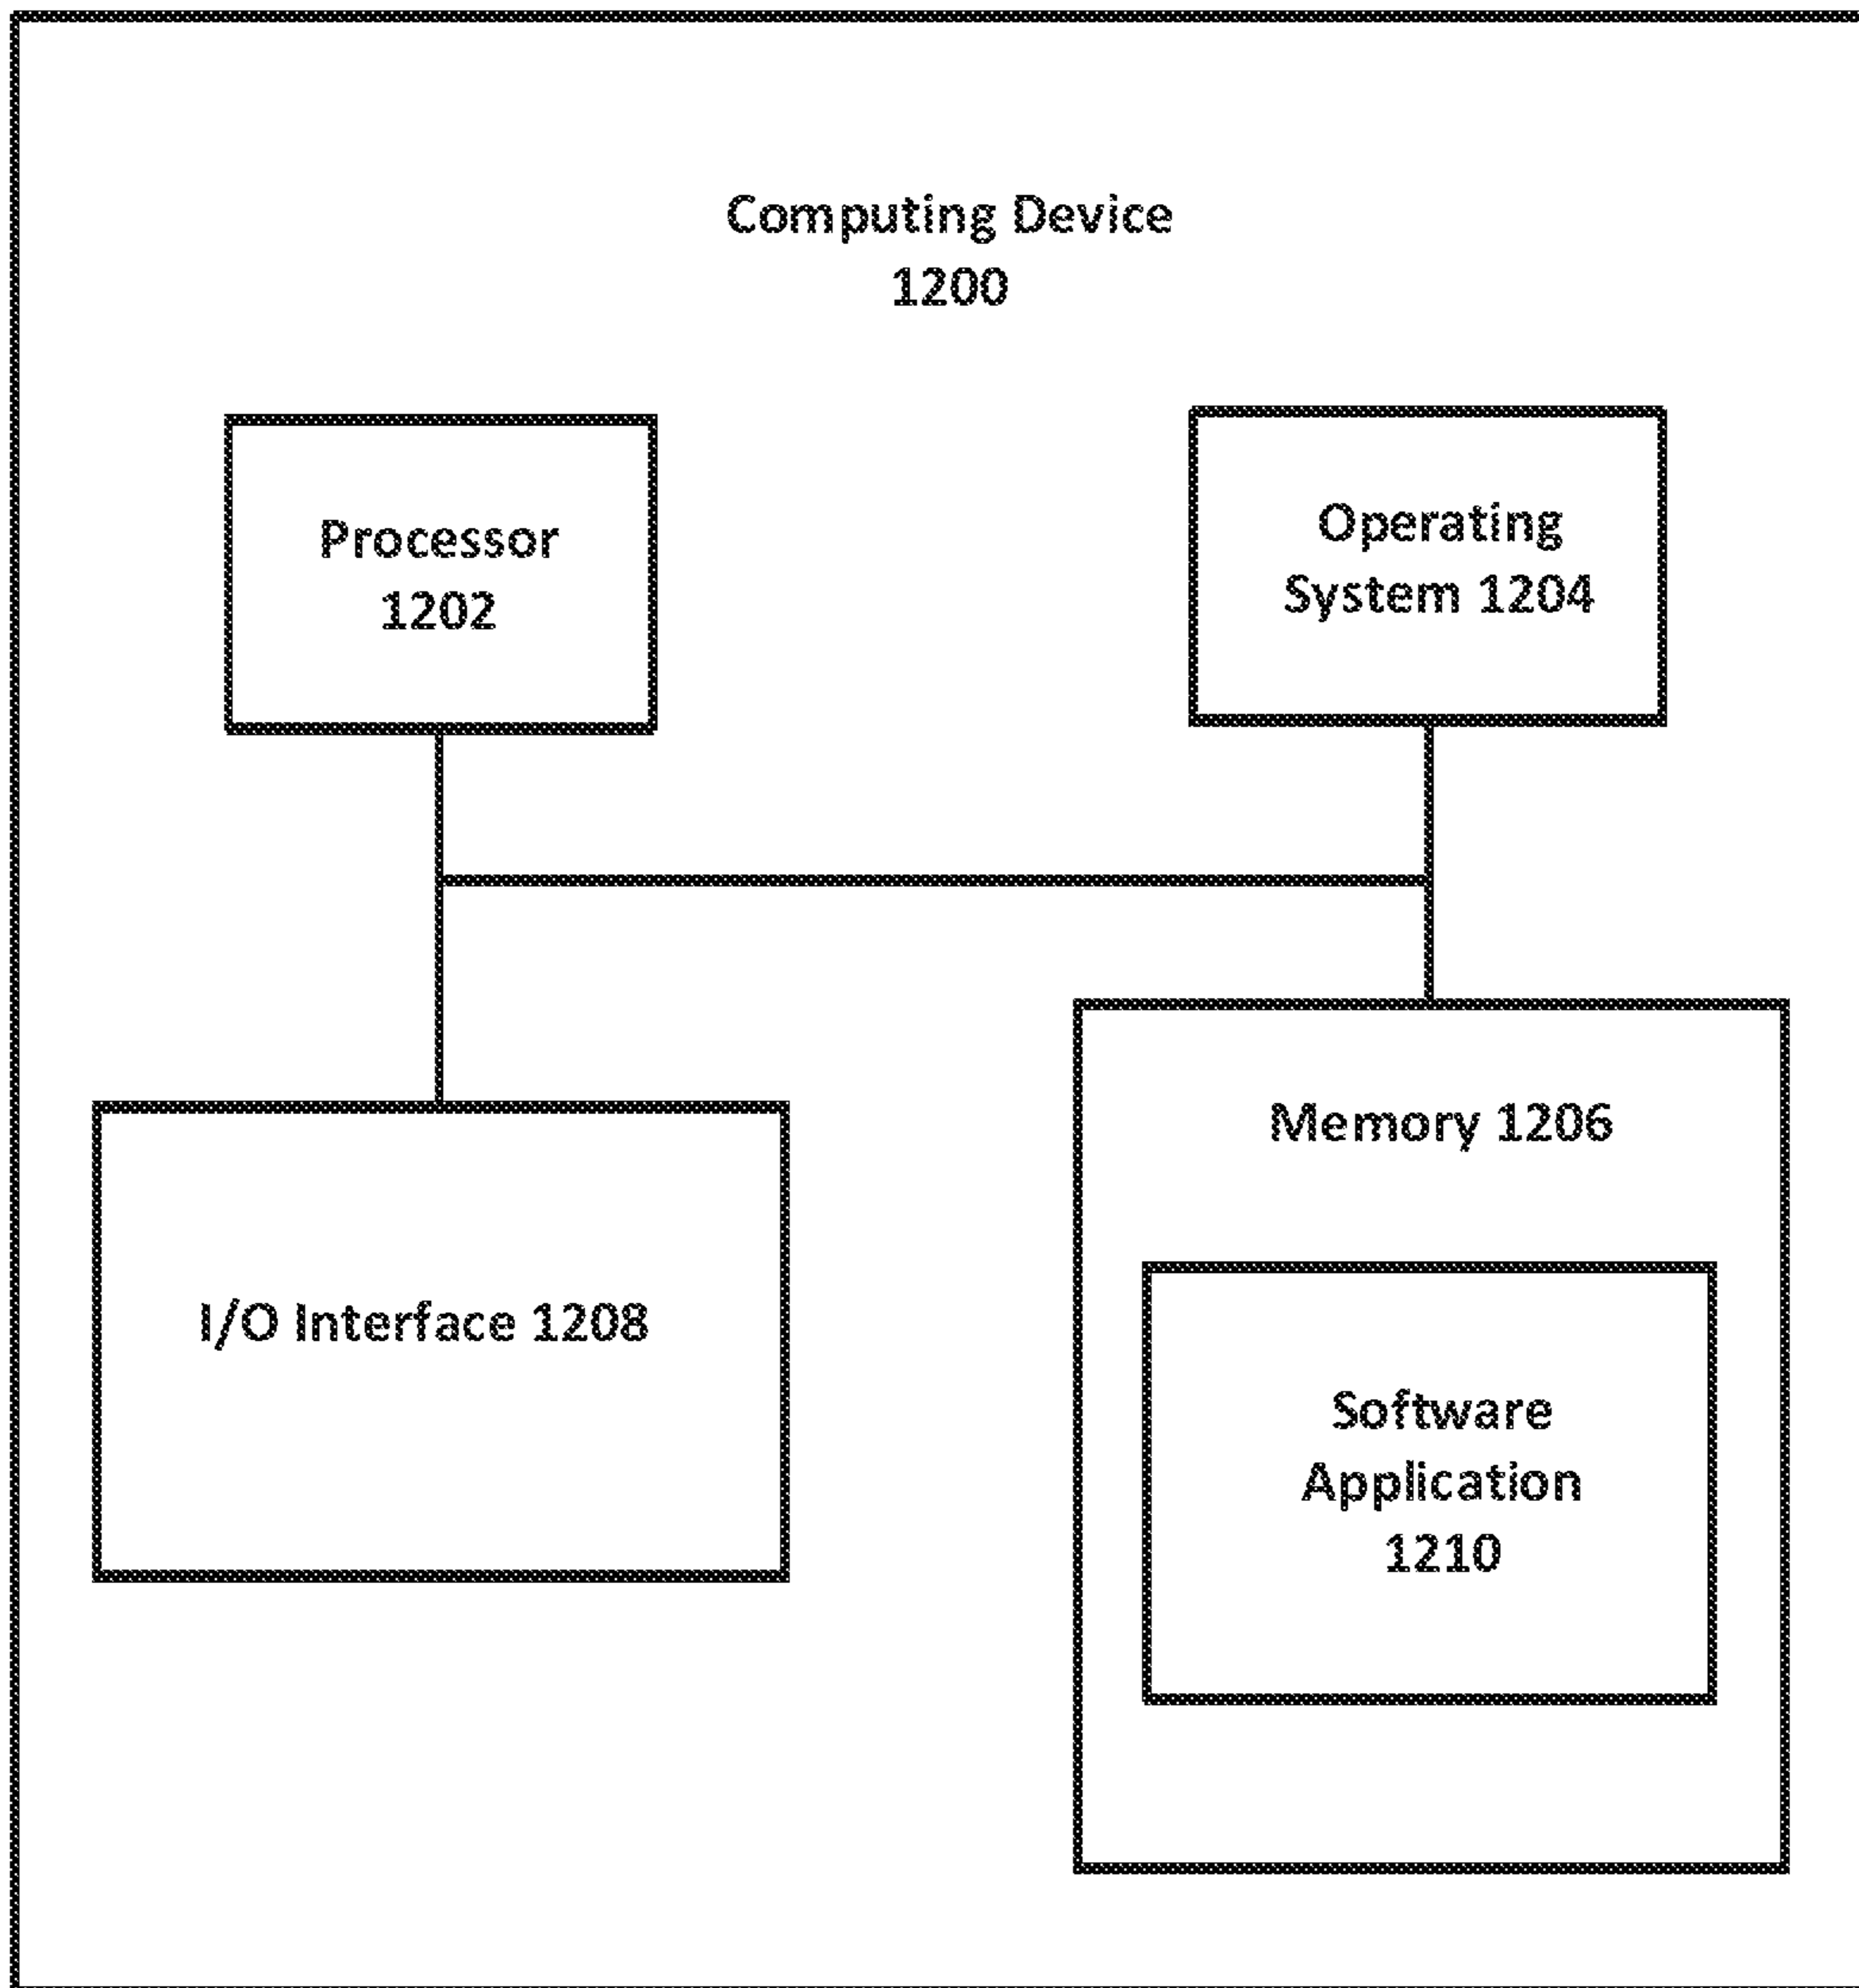 Computing Device
1200
Processor
1202
Operating
System 1204
I/O Interface 1208
Memory 1206
Software
Application
1210